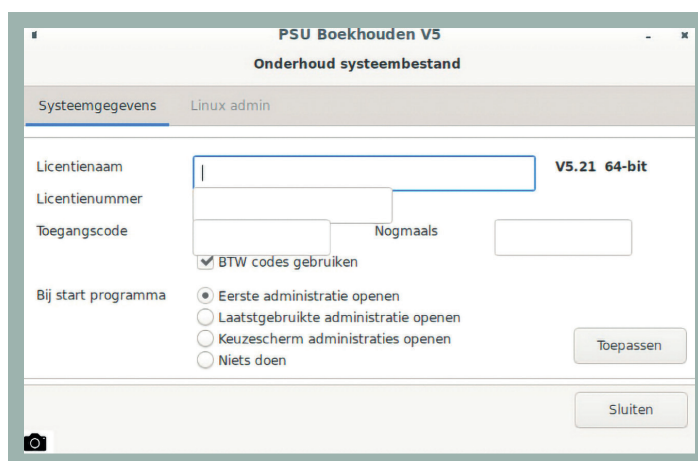 PSU Boekhouden V5
Onderhoud systeembestand
Systeemgegevens Linux admin
Licentienaam V5.21 64-bit
Licentienummer
Toegangscode Nogmaals
BTW codes gebruiken
Bij start programma Eerste administratie openen
Laatstgebruikte administratie openen
Keuzescherm administraties openen
Niets doen
Toepassen
Sluiten